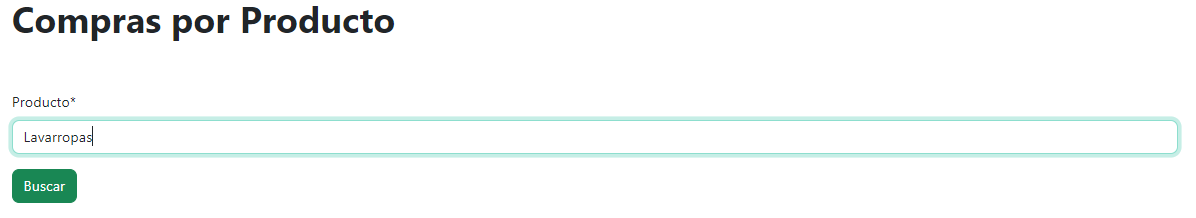 Compras por Producto
Producto*
Lavarropas
Buscar